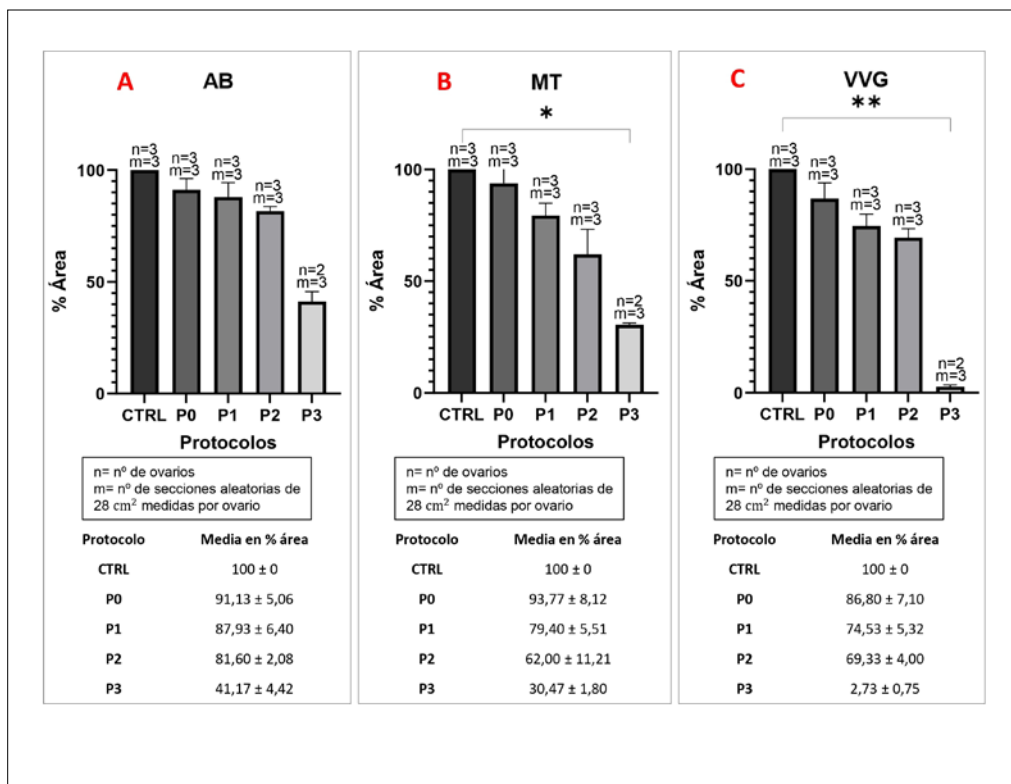 A AB
*100
n=3
m=3
n=3
m=3
n=3
m=3
n=3
m=3
n=2
m=3
50
0
% Área
CTRL P0 P1 P2 P3
Protocolos
n= nº de ovarios
m= nº de secciones aleatorias de
28 cm² medidas por ovario
Protocolo Media en % área
CTRL 100 ± 0
P0 91,13 ± 5,06
P1 87,93 ± 6,40
P2 81,60 ± 2,08
P3 41,17 ± 4,42
B MT
*
n=3
m=3
n=3
m=3
n=3
m=3
n=3
m=3
n=2
m=3
100
50
0
% Área
CTRL P0 P1 P2 P3
Protocolos
n= nº de ovarios
m= nº de secciones aleatorias de
28 cm² medidas por ovario
Protocolo Media en % área
CTRL 100 ± 0
P0 93,77 ± 8,12
P1 79,40 ± 5,51
P2 62,00 ± 11,21
P3 30,47 ± 1,80
C VVG
**
n=3
m=3
n=3
m=3
n=3
m=3
n=3
m=3
n=2
m=3
100
50
0
% Área
CTRL P0 P1 P2 P3
Protocolos
n= nº de ovarios
m= nº de secciones aleatorias de
28 cm² medidas por ovario
Protocolo Media en % área
CTRL 100 ± 0
P0 86,80 ± 7,10
P1 74,53 ± 5,32
P2 69,33 ± 4,00
P3 2,73 ± 0,75